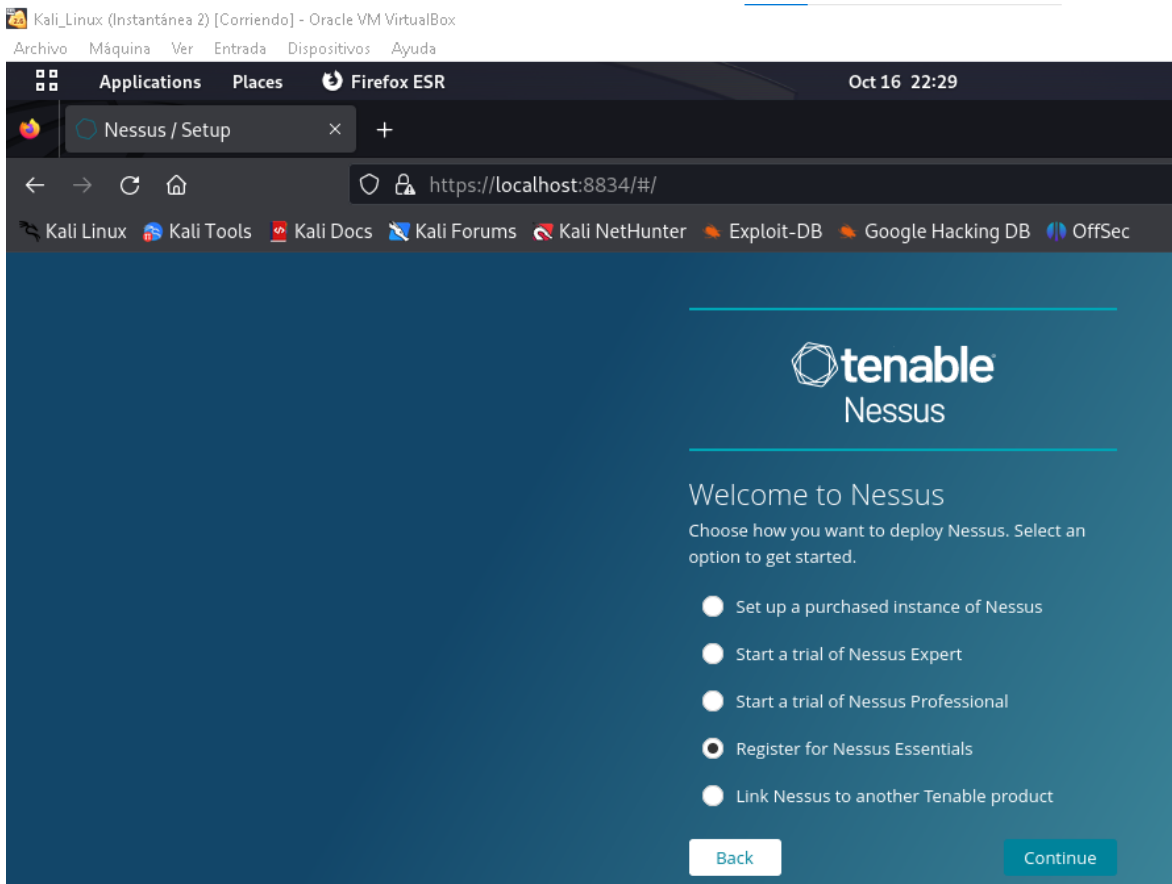 Kali_Linux (Instantánea 2) [Corriendo] - Oracle VM VirtualBox
Archivo Máquina Ver Entrada Dispositivos Ayuda
Applications Places Firefox ESR Oct 16 22:29
Nessus / Setup × +
https://localhost:8834/#/
Kali Linux Kali Tools Kali Docs Kali Forums Kali NetHunter Exploit-DB Google Hacking DB OffSec
tenable
Nessus
Welcome to Nessus
Choose how you want to deploy Nessus. Select an
option to get started.
Set up a purchased instance of Nessus
Start a trial of Nessus Expert
Start a trial of Nessus Professional
Register for Nessus Essentials
Link Nessus to another Tenable product
Back Continue